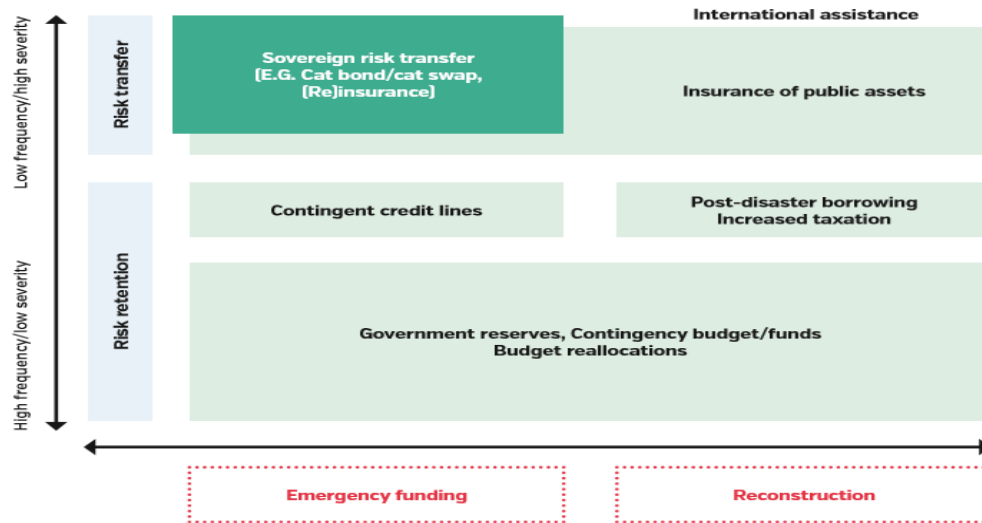 International assistance
Low frequency/high severity
Risk transfer
Sovereign risk transfer
(E.G. Cat bond/cat swap,
(Re)insurance)
Insurance of public assets
High frequency/low severity
Risk retention
Contingent credit lines
Post-disaster borrowing
Increased taxation
Government reserves, Contingency budget/funds
Budget reallocations
Emergency funding
Reconstruction